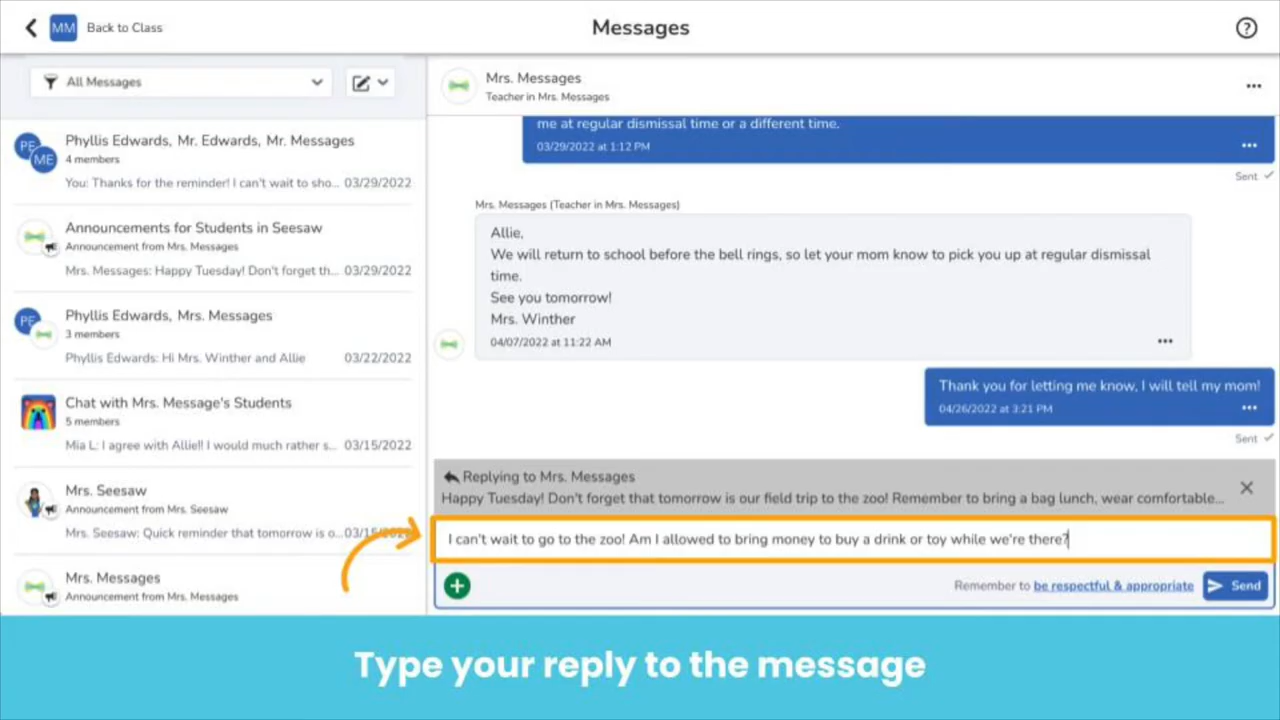 MM Back to Class
Messages
?
All Messages
Phyllis Edwards, Mr. Edwards, Mr. Messages
PE
ME
4 members
You: Thanks for the reminder! I can't wait to sho... 03/29/2022
Announcements for Students in Seesaw
Announcement from Mrs. Messages
Mrs. Messages: Happy Tuesday! Don't forget th... 03/29/2022
Phyllis Edwards, Mrs. Messages
PE
3 members
Phyllis Edwards: Hi Mrs. Winther and Allie 03/22/2022
Chat with Mrs. Message's Students
5 members
Mia L: I agree with Allie!! I would much rather s... 03/15/2022
Mrs. Seesaw
Announcement from Mrs. Seesaw
Mrs. Seesaw: Quick reminder that tomorrow is o...03/15/2022
Mrs. Messages
Announcement from Mrs. Messages
Mrs. Messages
Teacher in Mrs. Messages
me at regular dismissal time or a different time.
03/29/2022 at 1:12 PM
Sent
Mrs. Messages (Teacher in Mrs. Messages)
Allie,
We will return to school before the bell rings, so let your mom know to pick you up at regular dismissal
time.
See you tomorrow!
Mrs. Winther
04/07/2022 at 11:22 AM
Thank you for letting me know, I will tell my mom!
04/26/2022 at 3:21 PM
Sent
Replying to Mrs. Messages
Happy Tuesday! Don't forget that tomorrow is our field trip to the zoo! Remember to bring a bag lunch, wear comfortable...
I can't wait to go to the zoo! Am I allowed to bring money to buy a drink or toy while we're there?
Remember to be respectful & appropriate
Send
Type your reply to the message